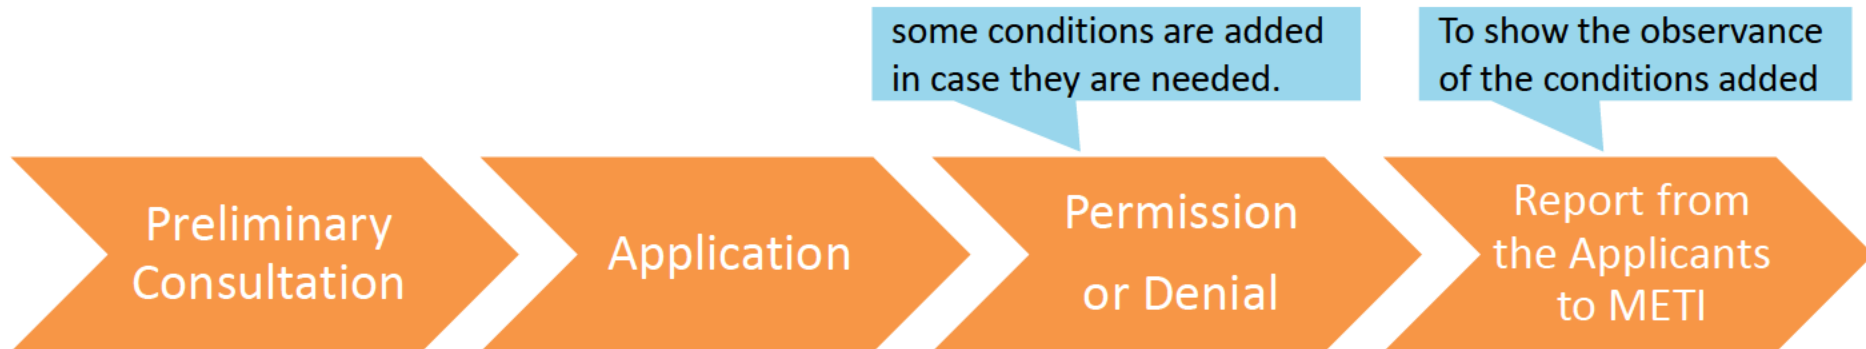 some conditions are added
in case they are needed.
To show the observance
of the conditions added
Preliminary
Consultation
Application
Permission
or Denial
Report from
the Applicants
to METI